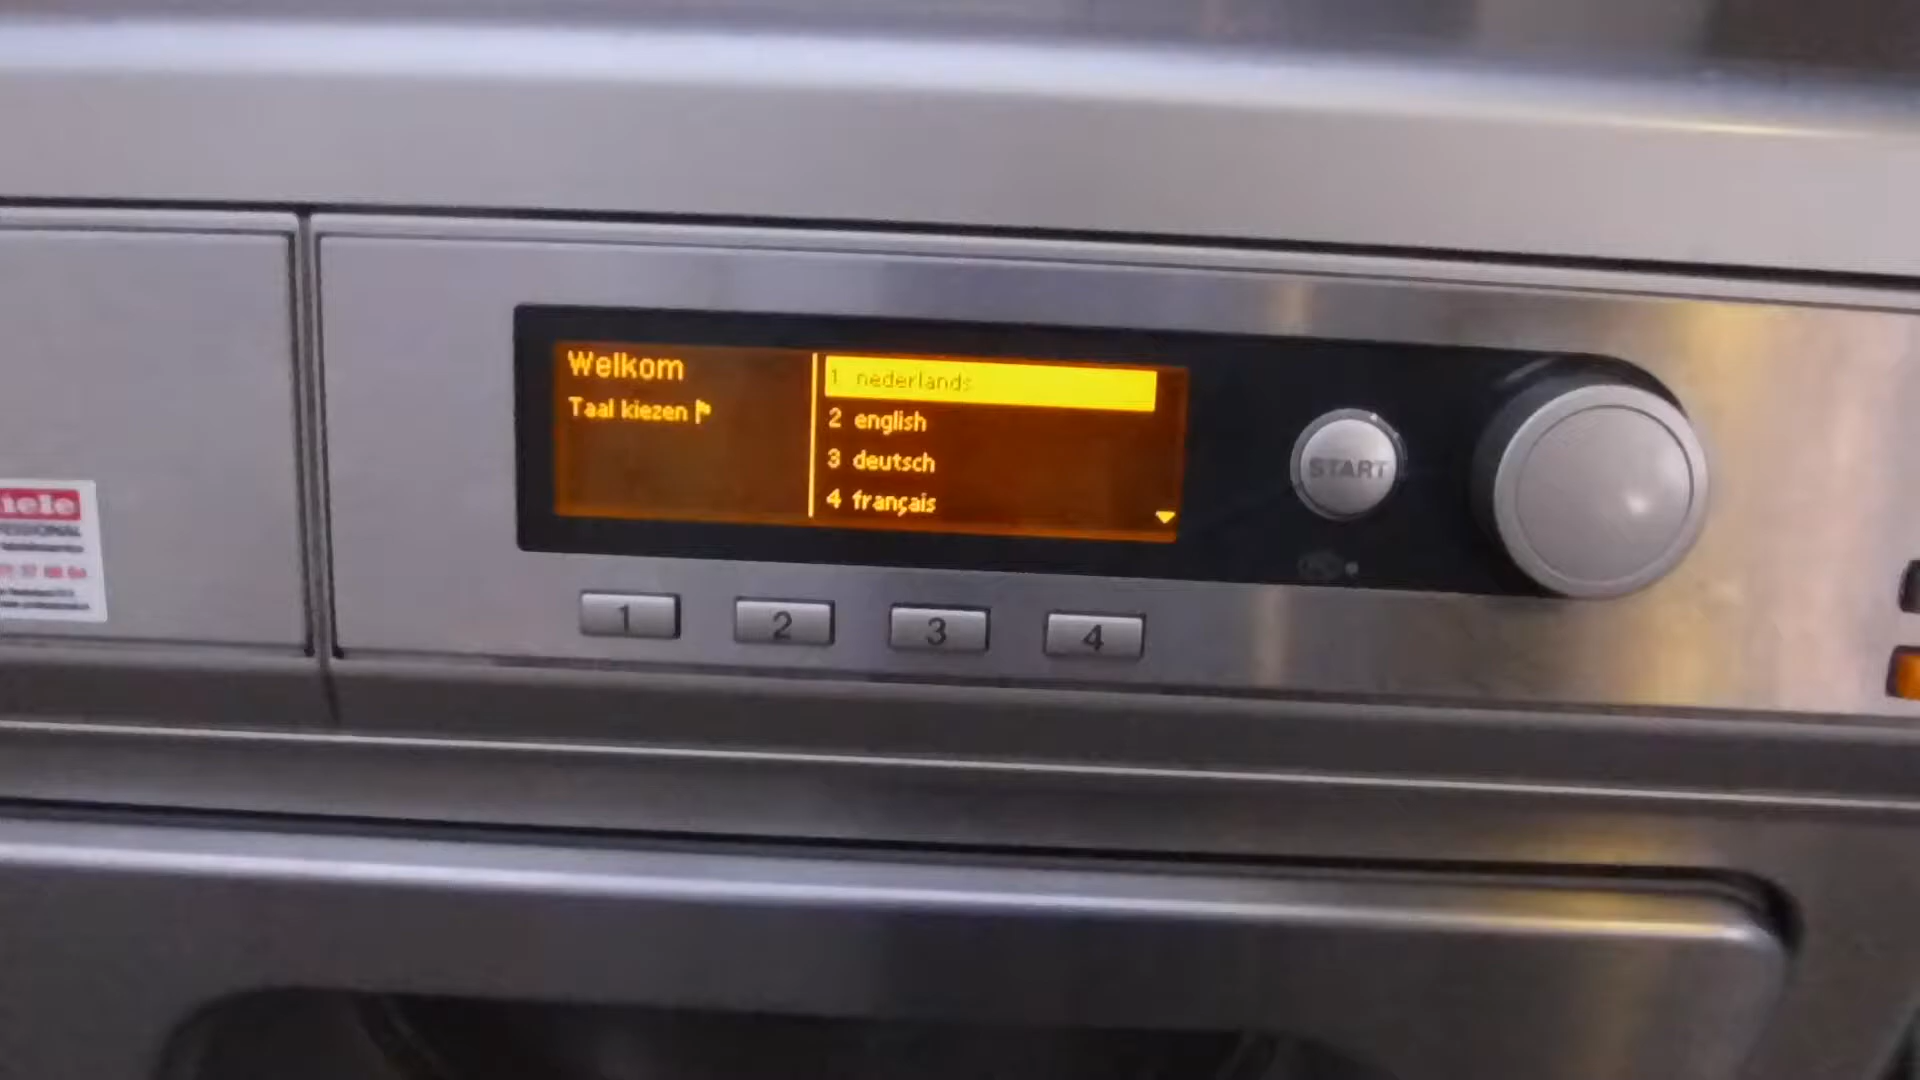 Welkom
Taal kiezen
1 nederlands
2 english
3 deutsch
4 français
START
1
2
3
4